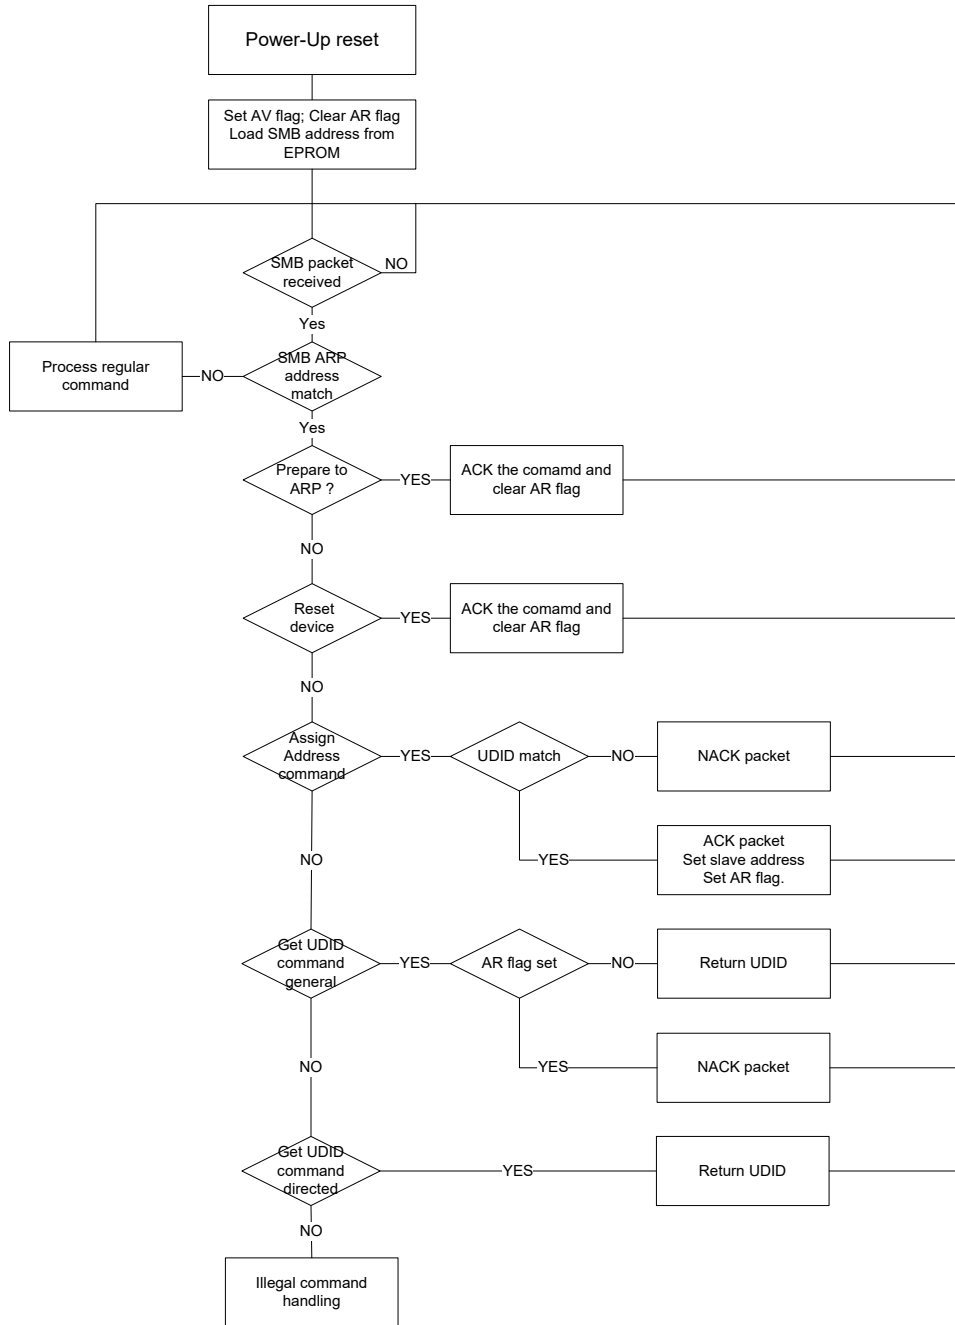 Power-Up reset
Set AV flag; Clear AR flag
Load SMB address from
EPROM
SMB packet
received
NO
Yes
SMB ARP
address
match
NO
Process regular
command
Yes
Prepare to
ARP ?
YES
ACK the comamd and
clear AR flag
NO
Reset
device
YES
ACK the comamd and
clear AR flag
NO
Assign
Address
command
YES
UDID match
NO
NACK packet
YES
ACK packet
Set slave address
Set AR flag.
NO
Get UDID
command
general
YES
AR flag set
NO
Return UDID
YES
NACK packet
NO
Get UDID
command
directed
YES
Return UDID
NO
Illegal command
handling